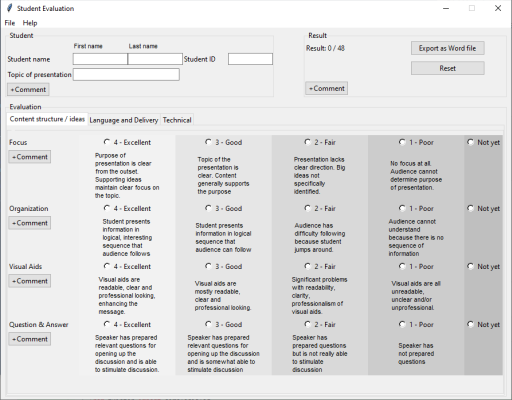 Student Evaluation
File Help
Student
Result
First name Last name
Result: 0 / 48
Export as Word file
Student name
Student ID
Reset
Topic of presentation
+Comment
+Comment
Evaluation
Content structure / ideas Language and Delivery Technical
Focus
4 - Excellent 3 - Good 2 - Fair 1 - Poor Not yet
+Comment
Purpose of
presentation is clear
from the outset.
Supporting ideas
maintain clear focus on
the topic.
Topic of the
presentation is
clear. Content
generally supports
the purpose
Presentation lacks
clear direction. Big
ideas not
specifically
identified.
No focus at all.
Audience cannot
determine purpose
of presentation.
Organization
4 - Excellent 3 - Good 2 - Fair 1 - Poor Not yet
+Comment
Student presents
information in
logical, interesting
sequence that
audience follows
Student presents
information in logical
sequence that
audience can follow
Audience has
difficulty following
because student
jumps around.
Audience cannot
understand
because there is no
sequence of
information
Visual Aids
4 - Excellent 3 - Good 2 - Fair 1 - Poor Not yet
+Comment
Visual aids are
readable, clear and
professional looking,
enhancing the
message.
Visual aids are
mostly readable,
clear and
professional looking.
Significant problems
with readability,
clarity,
professionalism of
visual aids.
Visual aids are all
unreadable,
unclear and/or
unprofessional.
Question & Answer
4 - Excellent 3 - Good 2 - Fair 1 - Poor Not yet
+Comment
Speaker has prepared
relevant questions for
opening up the
discussion and is able
to stimulate discussion.
Speaker has prepared
relevant questions for
opening up the discussion
and is somewhat able to
stimulate discussion.
Speaker has
prepared questions
but is not really able
to stimulate
discussion
Speaker has
not prepared
questions